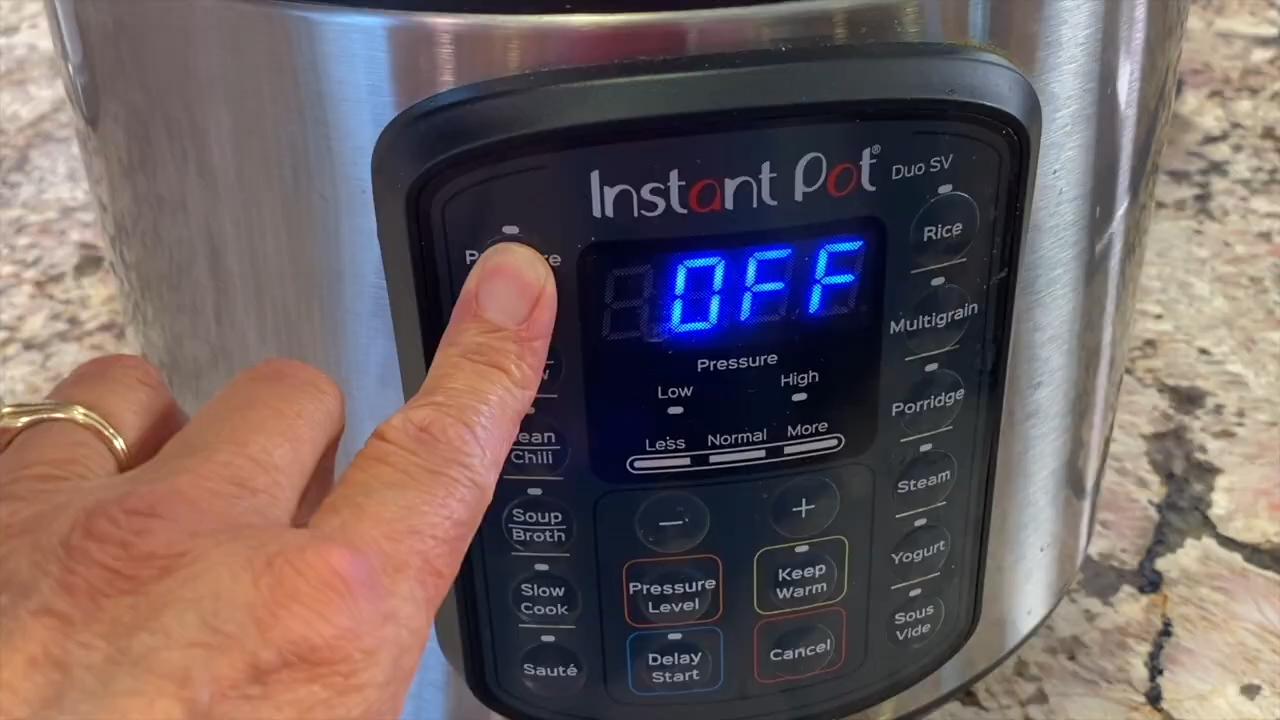 Instant Pot® Duo SV
OFF
Pressure
Low
High
Less
Normal
More
Chili
Soup
Broth
Slow
Cook
Sauté
−
+
Pressure
Level
Keep
Warm
Delay
Start
Cancel
Rice
Multigrain
Porridge
Steam
Yogurt
Sous
Vide